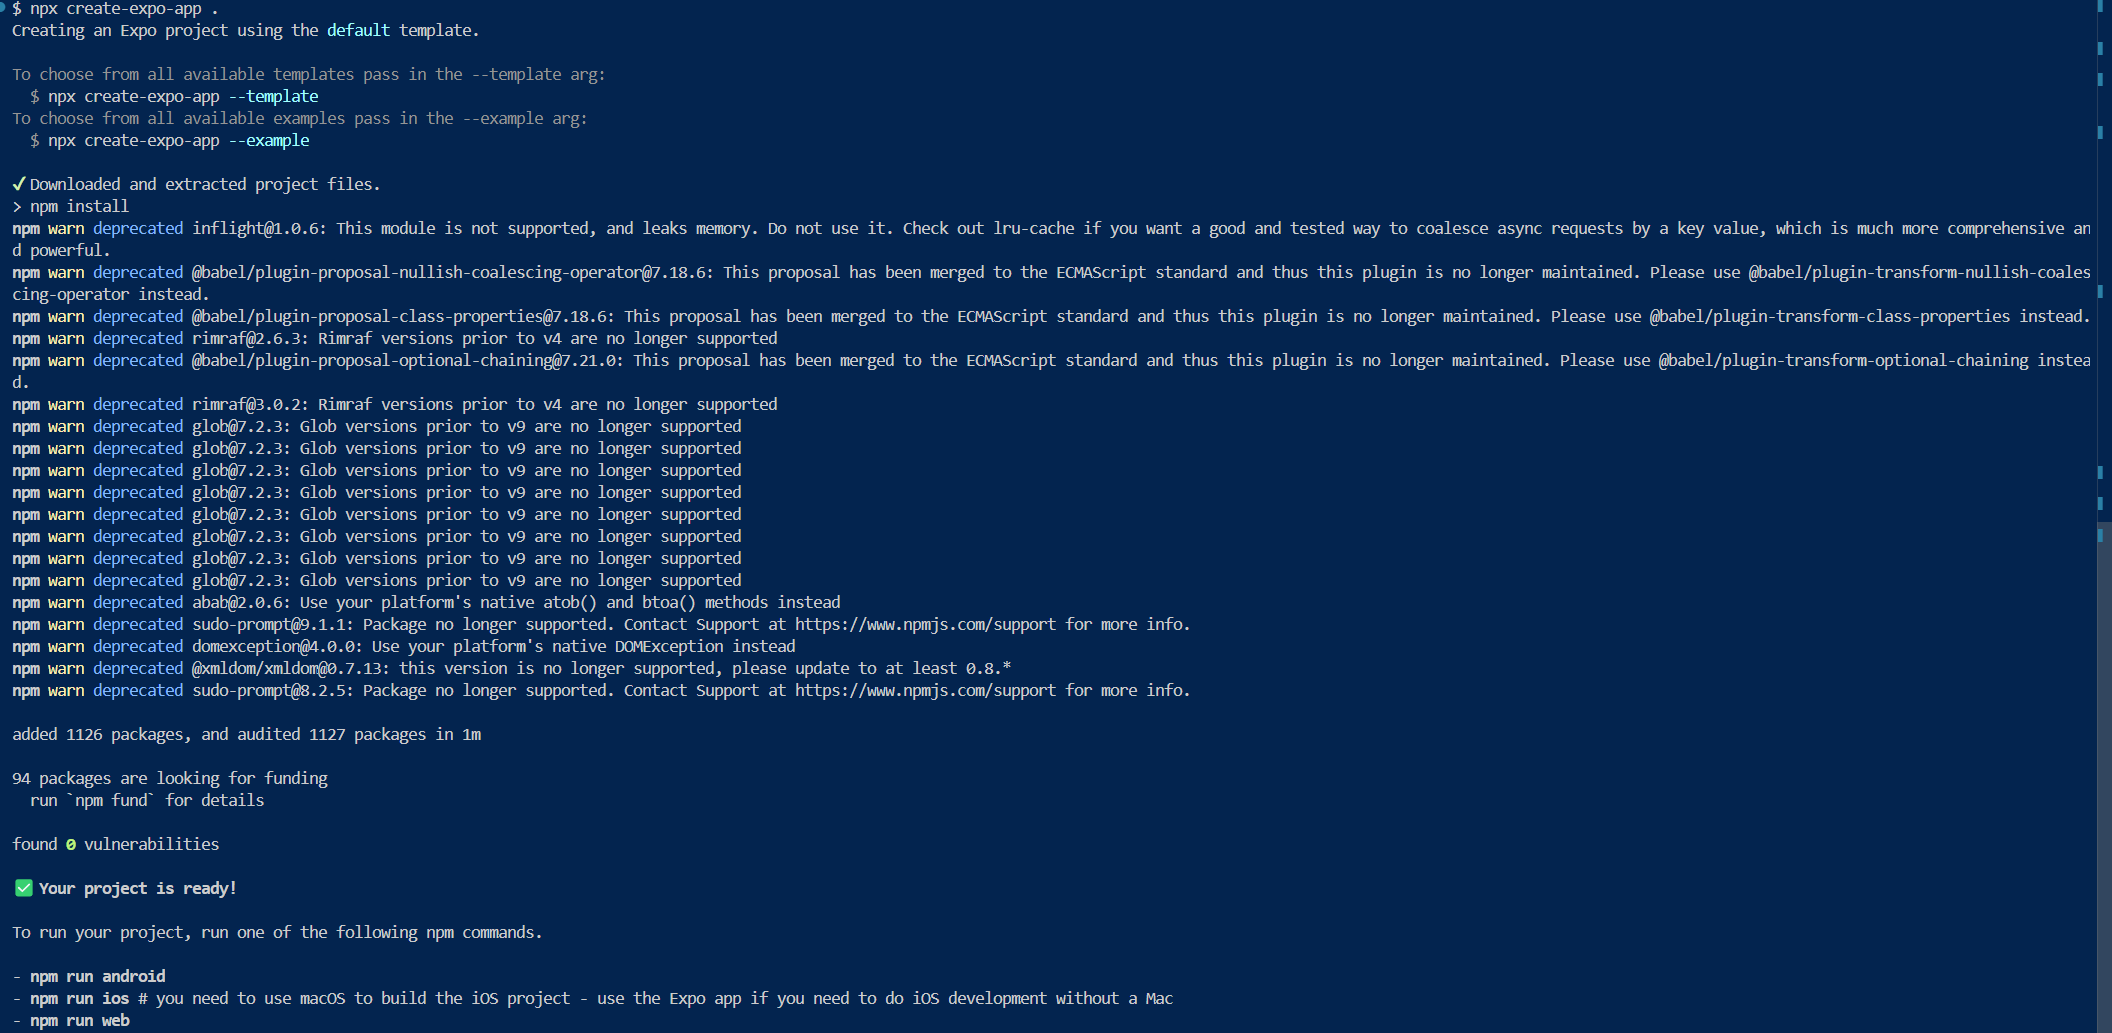 $ npx create-expo-app .
Creating an Expo project using the default template.
To choose from all available templates pass in the --template arg:
$ npx create-expo-app --template
To choose from all available examples pass in the --example arg:
$ npx create-expo-app --example
✓ Downloaded and extracted project files.
> npm install
npm warn deprecated inflight@1.0.6: This module is not supported, and leaks memory. Do not use it. Check out lru-cache if you want a good and tested way to coalesce async requests by a key value, which is much more comprehensive an
d powerful.
npm warn deprecated @babel/plugin-proposal-nullish-coalescing-operator@7.18.6: This proposal has been merged to the ECMAScript standard and thus this plugin is no longer maintained. Please use @babel/plugin-transform-nullish-coales
cing-operator instead.
npm warn deprecated @babel/plugin-proposal-class-properties@7.18.6: This proposal has been merged to the ECMAScript standard and thus this plugin is no longer maintained. Please use @babel/plugin-transform-class-properties instead.
npm warn deprecated rimraf@2.6.3: Rimraf versions prior to v4 are no longer supported
npm warn deprecated @babel/plugin-proposal-optional-chaining@7.21.0: This proposal has been merged to the ECMAScript standard and thus this plugin is no longer maintained. Please use @babel/plugin-transform-optional-chaining instea
d.
npm warn deprecated rimraf@3.0.2: Rimraf versions prior to v4 are no longer supported
npm warn deprecated glob@7.2.3: Glob versions prior to v9 are no longer supported
npm warn deprecated glob@7.2.3: Glob versions prior to v9 are no longer supported
npm warn deprecated glob@7.2.3: Glob versions prior to v9 are no longer supported
npm warn deprecated glob@7.2.3: Glob versions prior to v9 are no longer supported
npm warn deprecated glob@7.2.3: Glob versions prior to v9 are no longer supported
npm warn deprecated glob@7.2.3: Glob versions prior to v9 are no longer supported
npm warn deprecated glob@7.2.3: Glob versions prior to v9 are no longer supported
npm warn deprecated glob@7.2.3: Glob versions prior to v9 are no longer supported
npm warn deprecated abab@2.0.6: Use your platform's native atob() and btoa() methods instead
npm warn deprecated sudo-prompt@9.1.1: Package no longer supported. Contact Support at https://www.npmjs.com/support for more info.
npm warn deprecated domexception@4.0.0: Use your platform's native DOMException instead
npm warn deprecated @xmldom/xmldom@0.7.13: this version is no longer supported, please update to at least 0.8.*
npm warn deprecated sudo-prompt@8.2.5: Package no longer supported. Contact Support at https://www.npmjs.com/support for more info.
added 1126 packages, and audited 1127 packages in 1m
94 packages are looking for funding
run `npm fund` for details
found 0 vulnerabilities
✅ Your project is ready!
To run your project, run one of the following npm commands.
- npm run android
- npm run ios # you need to use macOS to build the iOS project - use the Expo app if you need to do iOS development without a Mac
- npm run web